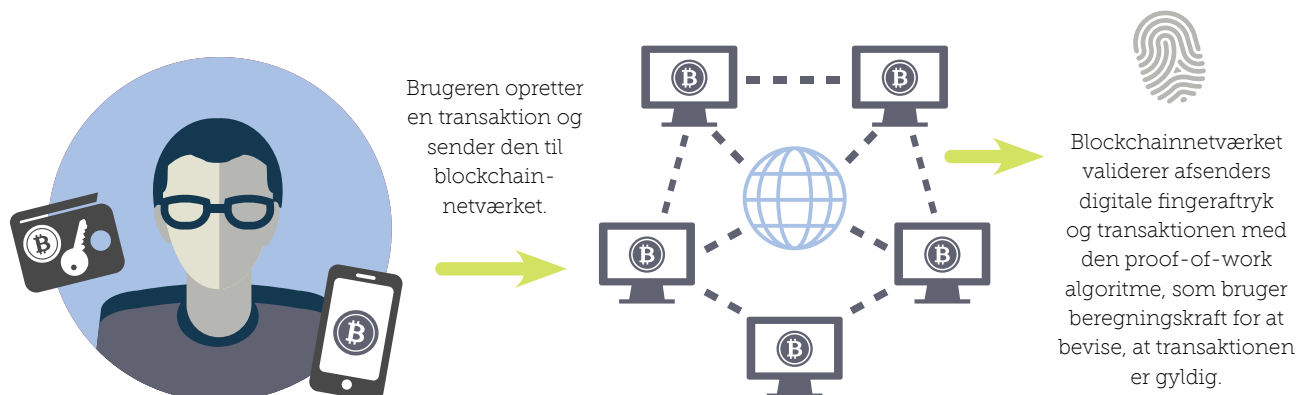 Brugeren opretter
en transaktion og
sender den til
blockchain-
netværket.
Blockchainnetværket
validerer afsenders
digitale fingeraftryk
og transaktionen med
den proof-of-work
algoritme, som bruger
beregningskraft for at
bevise, at transaktionen
er gyldig.